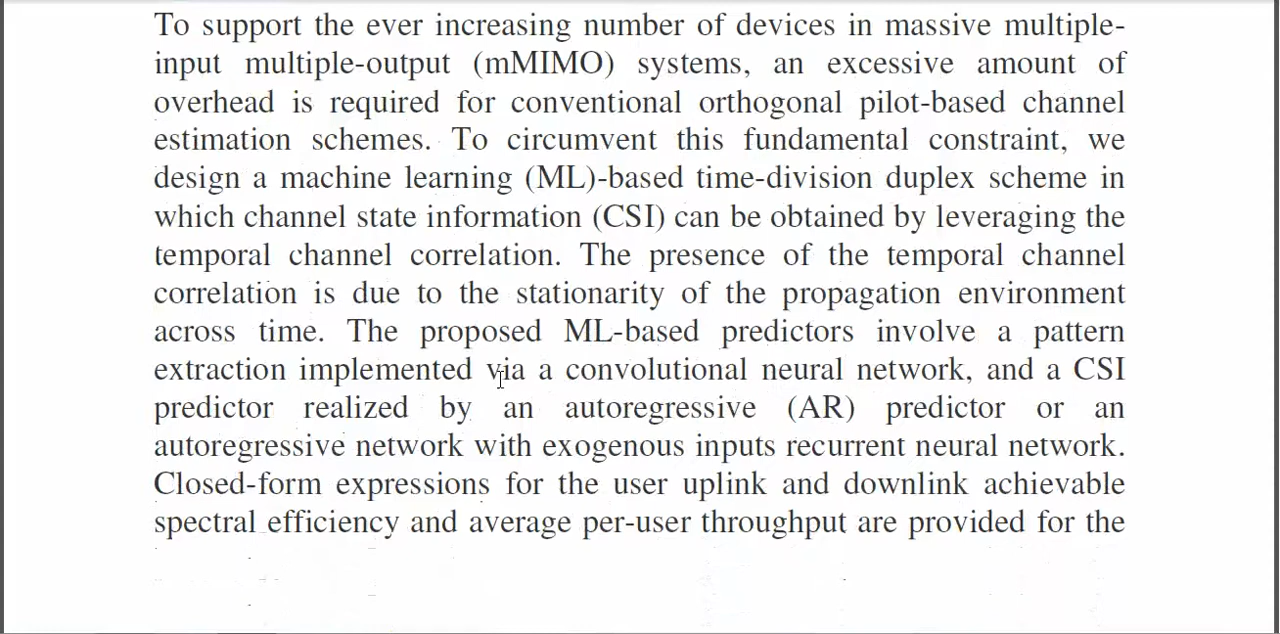 To support the ever increasing number of devices in massive multiple-
input multiple-output (mMIMO) systems, an excessive amount of
overhead is required for conventional orthogonal pilot-based channel
estimation schemes. To circumvent this fundamental constraint, we
design a machine learning (ML)-based time-division duplex scheme in
which channel state information (CSI) can be obtained by leveraging the
temporal channel correlation. The presence of the temporal channel
correlation is due to the stationarity of the propagation environment
across time. The proposed ML-based predictors involve a pattern
extraction implemented via a convolutional neural network, and a CSI
predictor realized by an autoregressive (AR) predictor or an
autoregressive network with exogenous inputs recurrent neural network.
Closed-form expressions for the user uplink and downlink achievable
spectral efficiency and average per-user throughput are provided for the